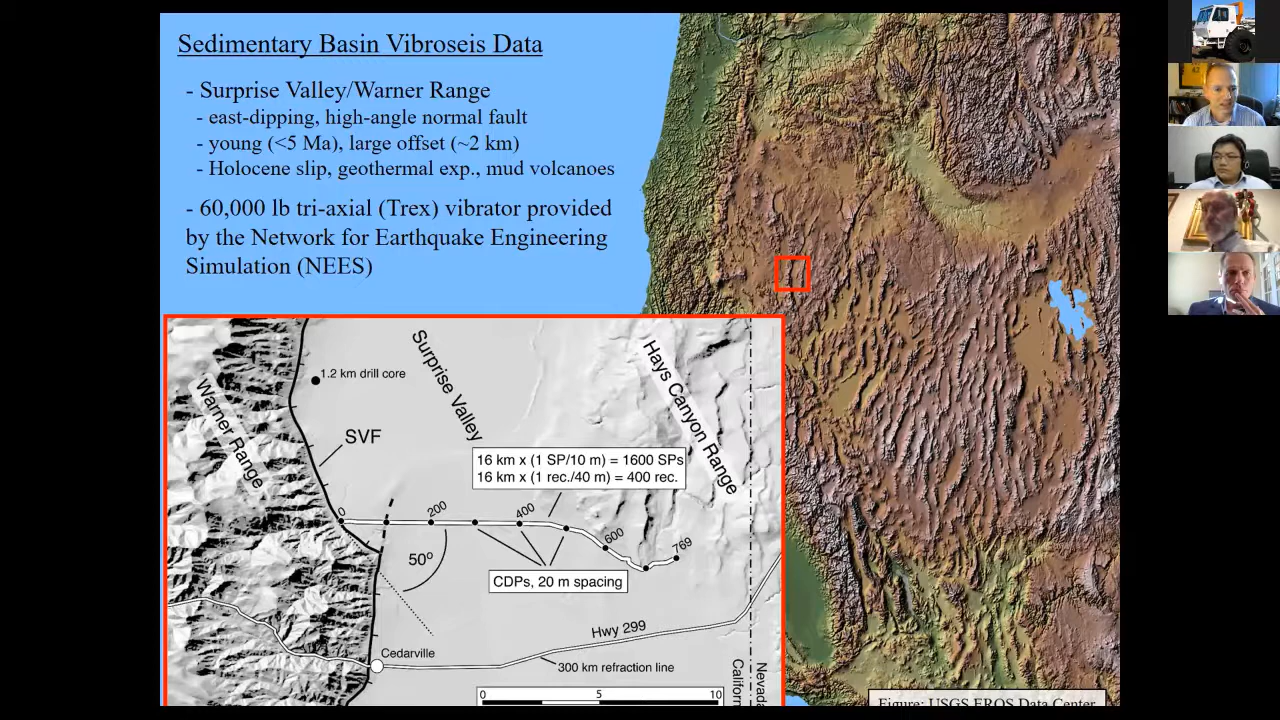 Sedimentary Basin Vibroseis Data
- Surprise Valley/Warner Range
- east-dipping, high-angle normal fault
- young (<5 Ma), large offset (~2 km)
- Holocene slip, geothermal exp., mud volcanoes
- 60,000 lb tri-axial (Trex) vibrator provided
by the Network for Earthquake Engineering
Simulation (NEES)
1.2 km drill core
Surprise Valley
Hays Canyon Range
Warner Range
SVF
16 km x (1 SP/10 m) = 1600 SPs
16 km x (1 rec./40 m) = 400 rec.
0
200
400
600
769
50º
CDPs, 20 m spacing
Hwy 299
Cedarville
300 km refraction line
California
Nevada
0
5
10
Figure: USGS EROS Data Center